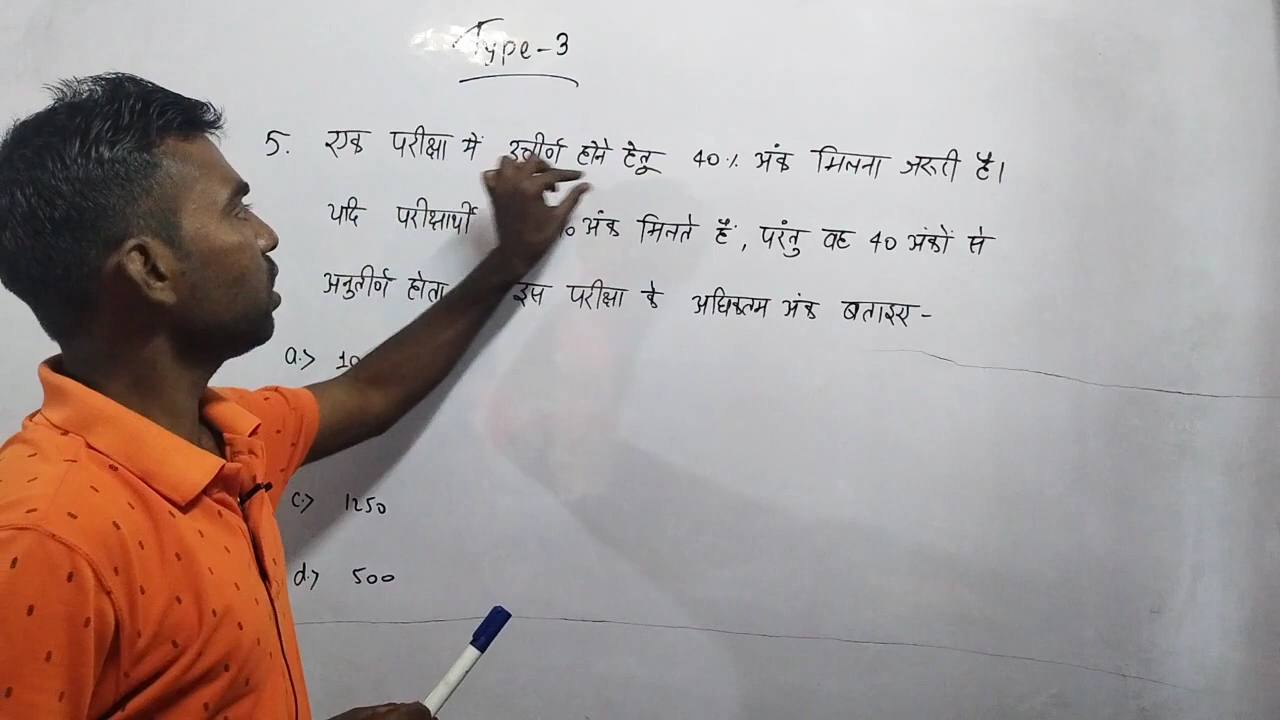 Type-3
5. एक परीक्षा में उत्तीर्ण होने हेतू 40% अंक मिलना जरूरी है।
यदि परीक्षार्थी अंक मिलते हैं, परंतु वह 40 अंकों से
अनुतीर्ण होता इस परीक्षा के अधिकतम अंक बताइए-
a.>
c.> 1250
d.> 500